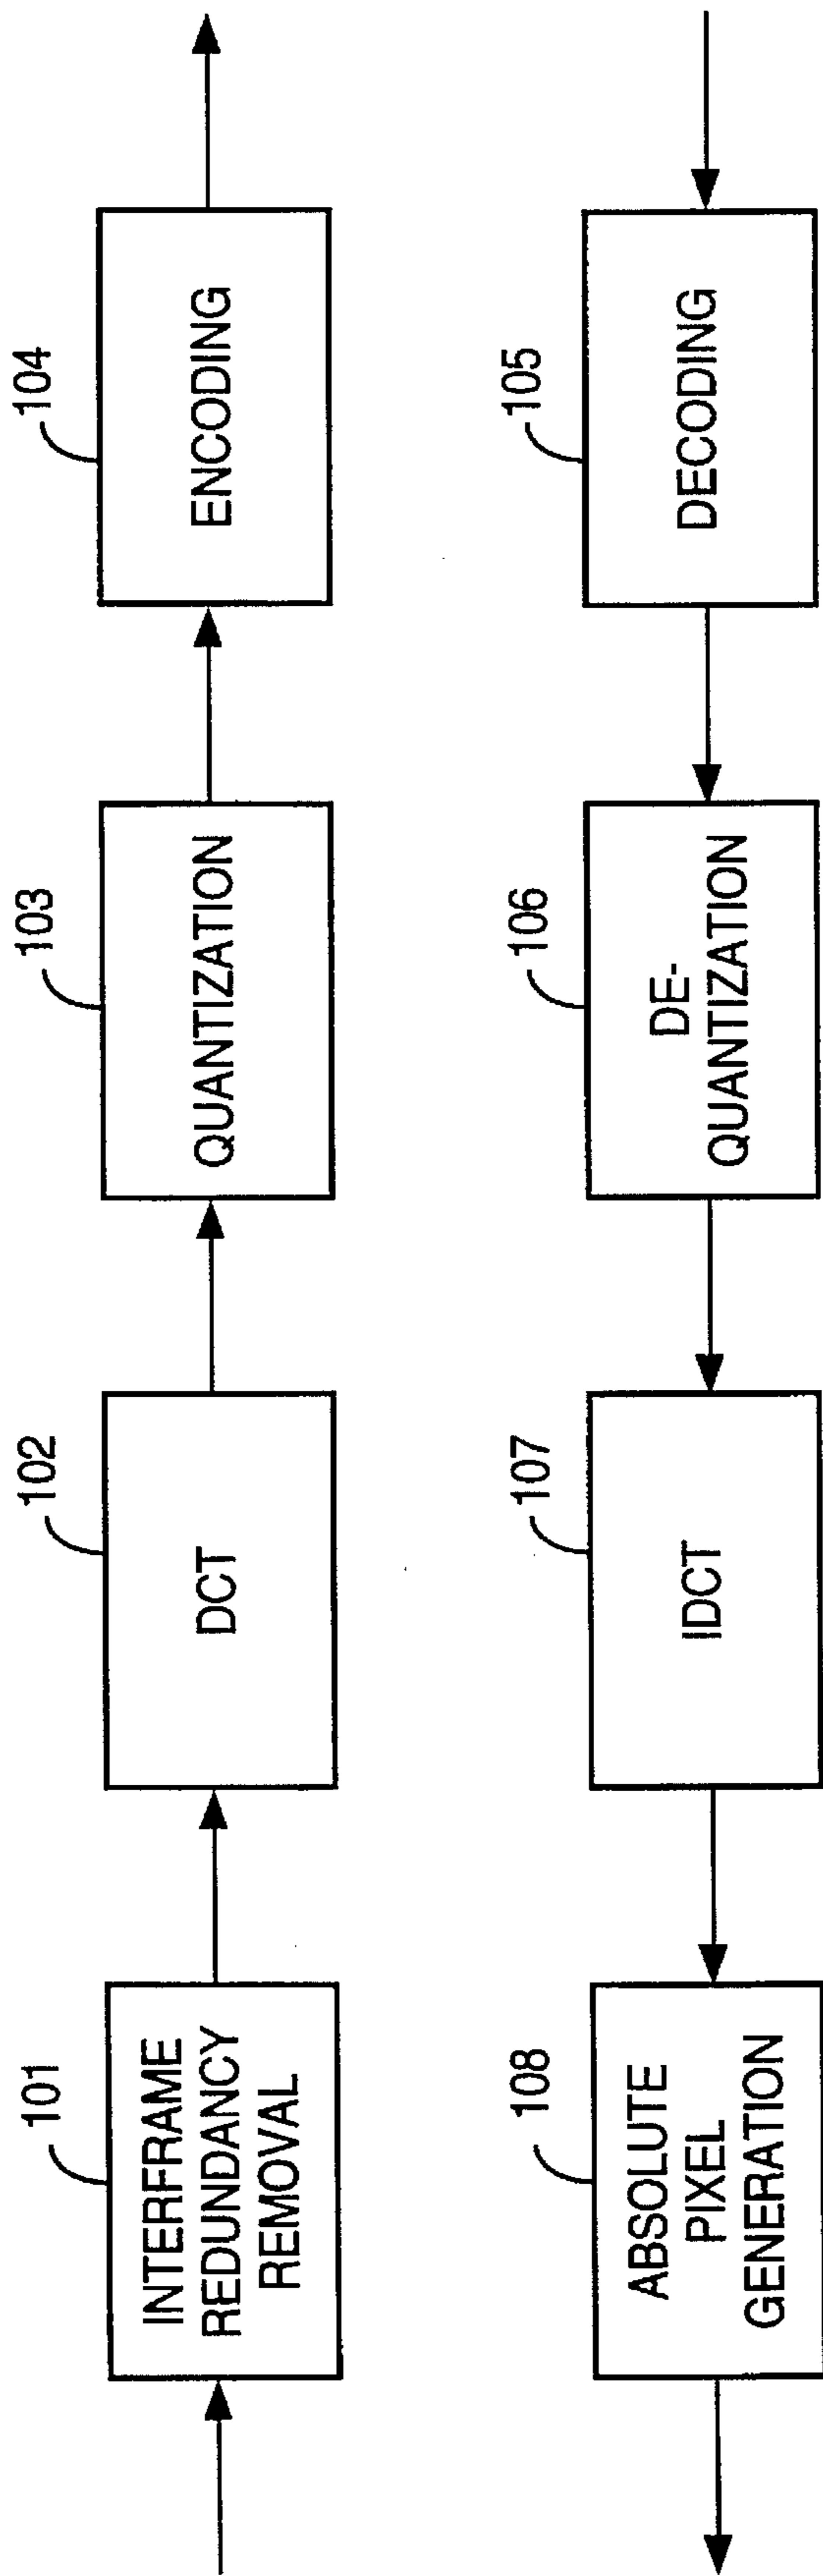 101
INTERFRAME
REDUNDANCY
REMOVAL
102
DCT
103
QUANTIZATION
104
ENCODING
108
ABSOLUTE
PIXEL
GENERATION
107
IDCT
106
DE-
QUANTIZATION
105
DECODING